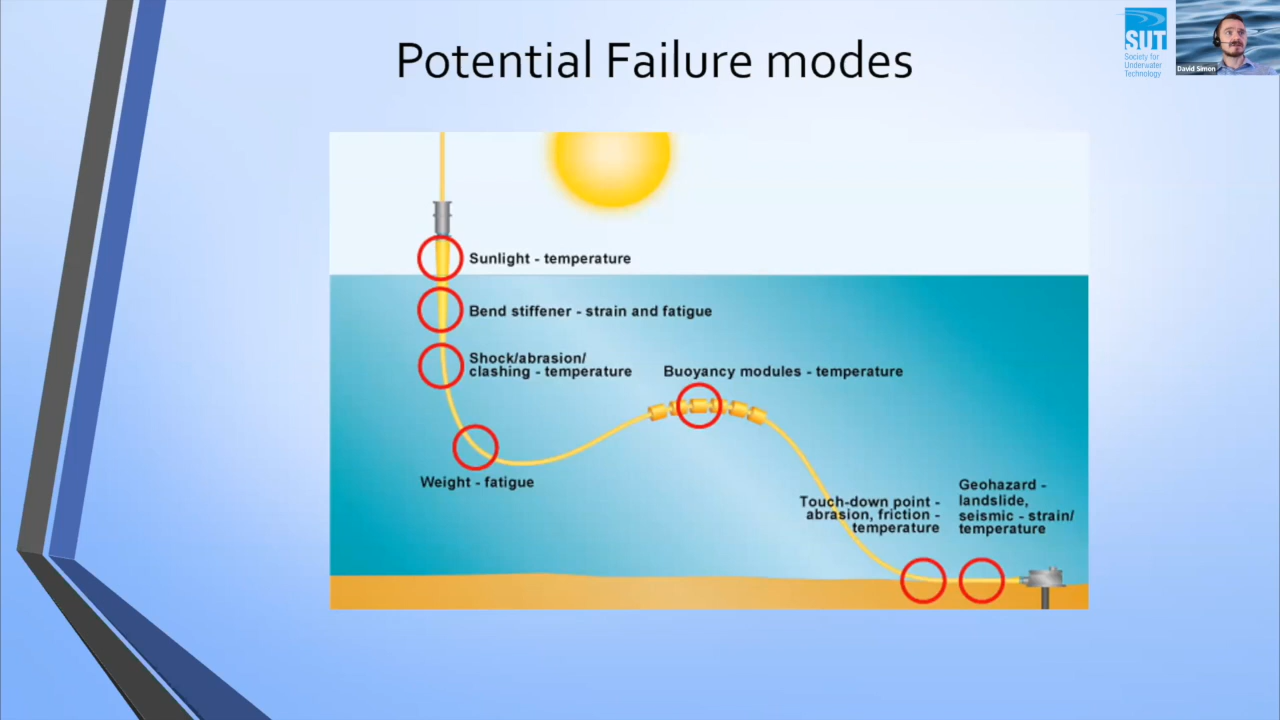 Potential Failure modes
SUT
Society for
Underwater
Technology
David Simon
Sunlight - temperature
Bend stiffener - strain and fatigue
Shock/abrasion/
clashing - temperature
Buoyancy modules - temperature
Weight - fatigue
Touch-down point -
abrasion, friction -
temperature
Geohazard -
landslide,
seismic - strain/
temperature